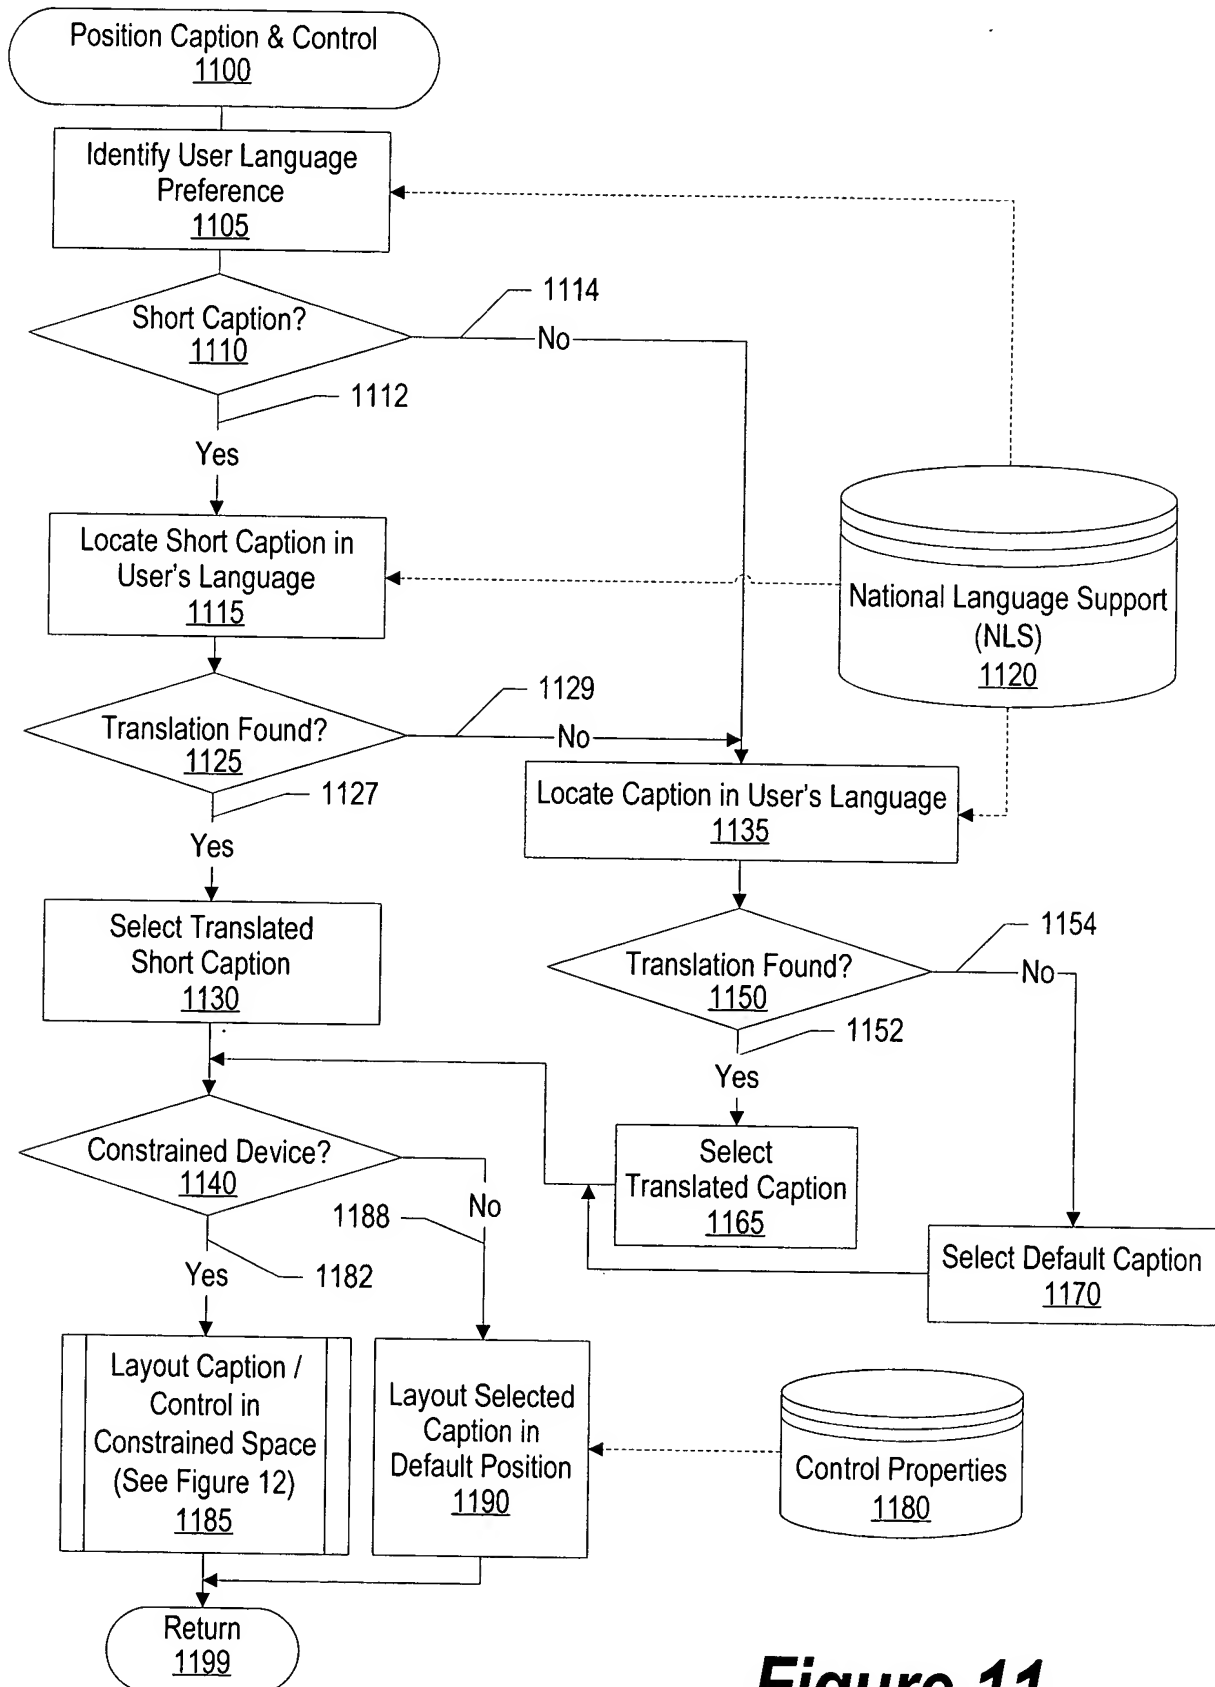 Position Caption & Control
1100
Identify User Language
Preference
1105
1114
Short Caption?
1110
No
1112
Yes
Locate Short Caption in
User's Language
1115
National Language Support
(NLS)
1120
1129
Translation Found?
1125
No
1127
Locate Caption in User's Language
1135
Yes
Select Translated
Short Caption
1130
1154
Translation Found?
1150
No
1152
Yes
Constrained Device?
1140
Select
Translated Caption
1165
No
1188
1182
Yes
Select Default Caption
1170
Layout Caption /
Control in
Constrained Space
(See Figure 12)
1185
Layout Selected
Caption in
Default Position
1190
Control Properties
1180
Return
1199
Figure 11